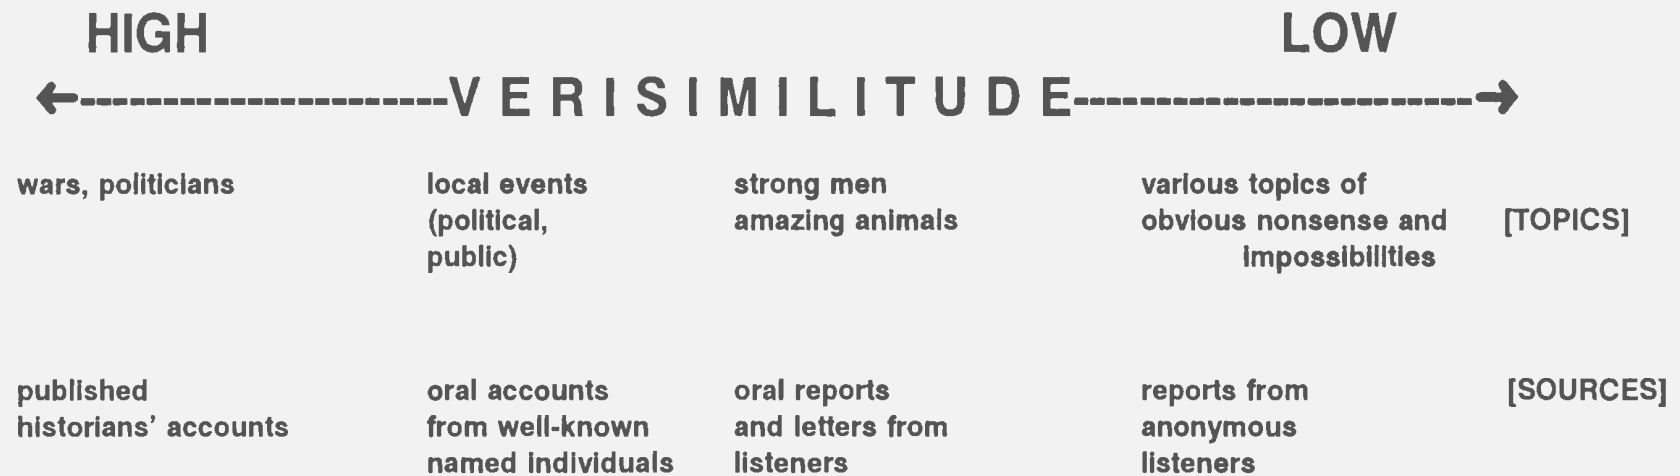 HIGH LOW
←----------------------V E R I S I M I L I T U D E------------------------→
wars, politicians local events strong men various topics of
(political, amazing animals obvious nonsense and [TOPICS]
public) impossibilities
published oral accounts oral reports reports from [SOURCES]
historians' accounts from well-known and letters from anonymous
named individuals listeners listeners